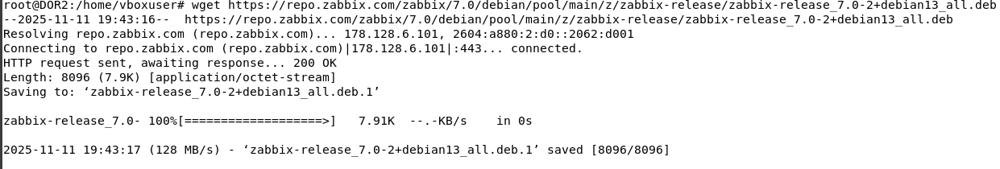 root@DOR2:/home/vboxuser# wget https://repo.zabbix.com/zabbix/7.0/debian/pool/main/z/zabbix-release/zabbix-release_7.0-2+debian13_all.deb
--2025-11-11 19:43:16--  https://repo.zabbix.com/zabbix/7.0/debian/pool/main/z/zabbix-release/zabbix-release_7.0-2+debian13_all.deb
Resolving repo.zabbix.com (repo.zabbix.com)... 178.128.6.101, 2604:a880:2:d0::2062:d001
Connecting to repo.zabbix.com (repo.zabbix.com)|178.128.6.101|:443... connected.
HTTP request sent, awaiting response... 200 OK
Length: 8096 (7.9K) [application/octet-stream]
Saving to: ‘zabbix-release_7.0-2+debian13_all.deb.1’
zabbix-release_7.0- 100%[===================>]   7.91K  --.-KB/s    in 0s
2025-11-11 19:43:17 (128 MB/s) - ‘zabbix-release_7.0-2+debian13_all.deb.1’ saved [8096/8096]